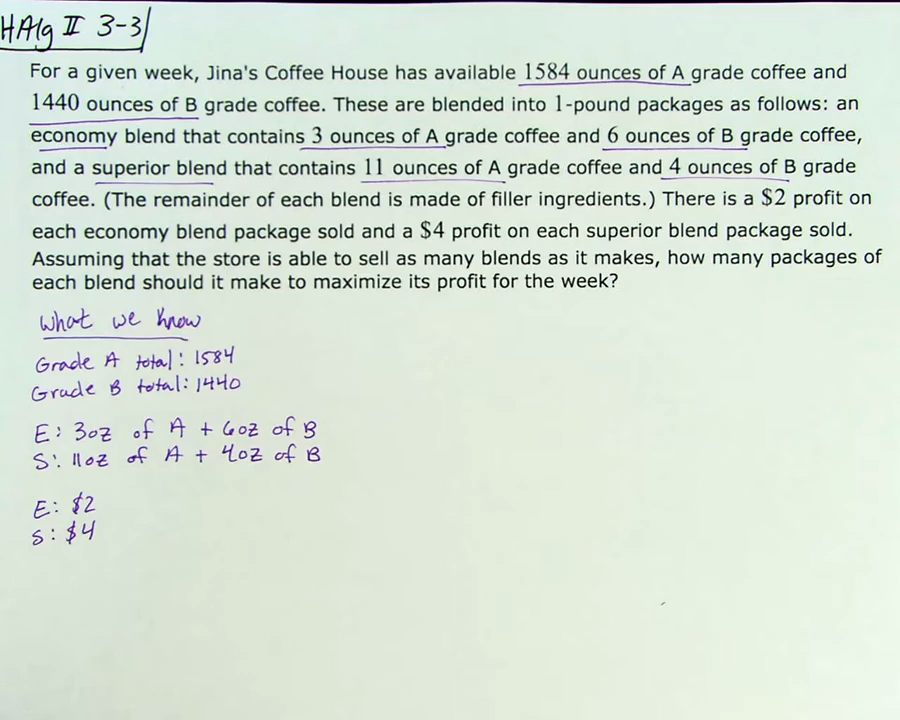 HAlg II 3-3
For a given week, Jina's Coffee House has available 1584 ounces of A grade coffee and
1440 ounces of B grade coffee. These are blended into 1-pound packages as follows: an
economy blend that contains 3 ounces of A grade coffee and 6 ounces of B grade coffee,
and a superior blend that contains 11 ounces of A grade coffee and 4 ounces of B grade
coffee. (The remainder of each blend is made of filler ingredients.) There is a $2 profit on
each economy blend package sold and a $4 profit on each superior blend package sold.
Assuming that the store is able to sell as many blends as it makes, how many packages of
each blend should it make to maximize its profit for the week?
What we know
Grade A total: 1584
Grade B total: 1440
E: 3oz of A + 6oz of B
S: 11oz of A + 4oz of B
E: $2
S: $4